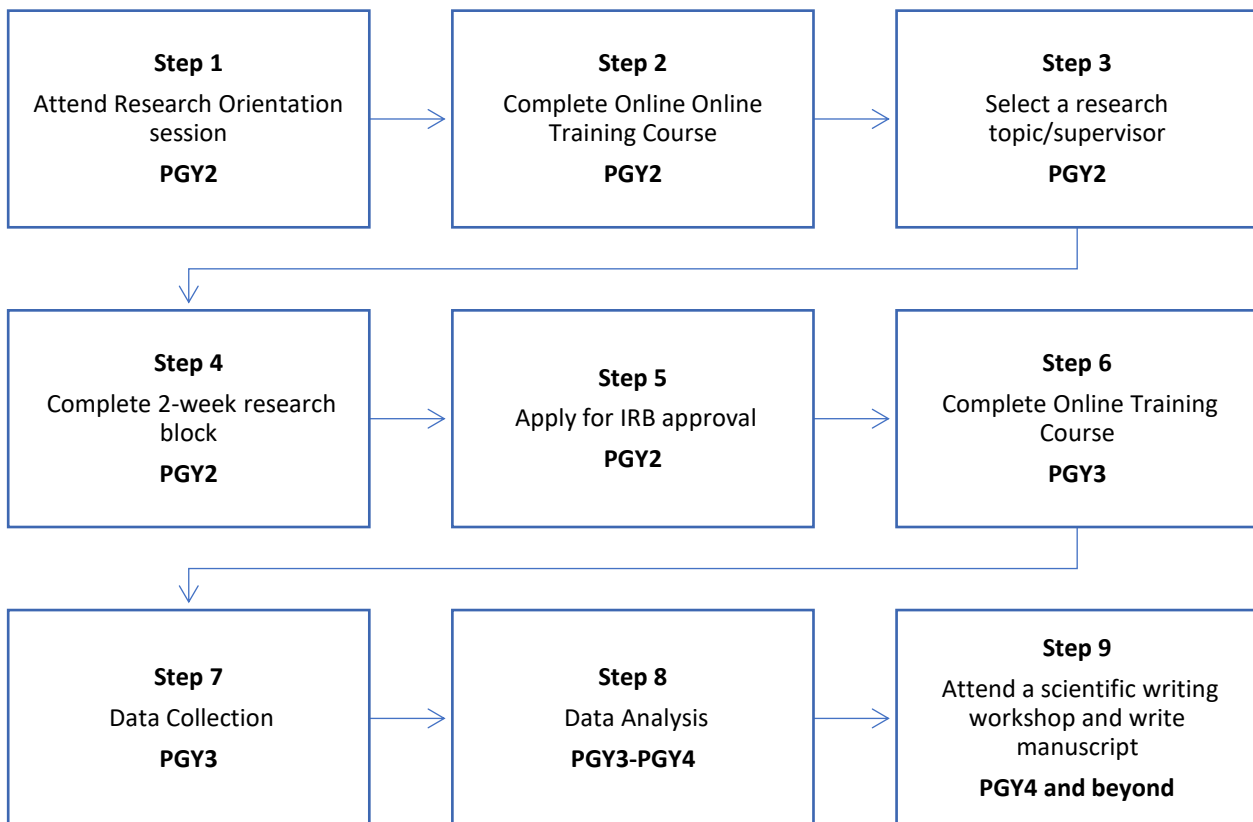 Step 1
Attend Research Orientation
session
PGY2
Step 2
Complete Online Online
Training Course
PGY2
Step 3
Select a research
topic/supervisor
PGY2
Step 4
Complete 2-week research
block
PGY2
Step 5
Apply for IRB approval
PGY2
Step 6
Complete Online Training
Course
PGY3
Step 7
Data Collection
PGY3
Step 8
Data Analysis
PGY3-PGY4
Step 9
Attend a scientific writing
workshop and write
manuscript
PGY4 and beyond